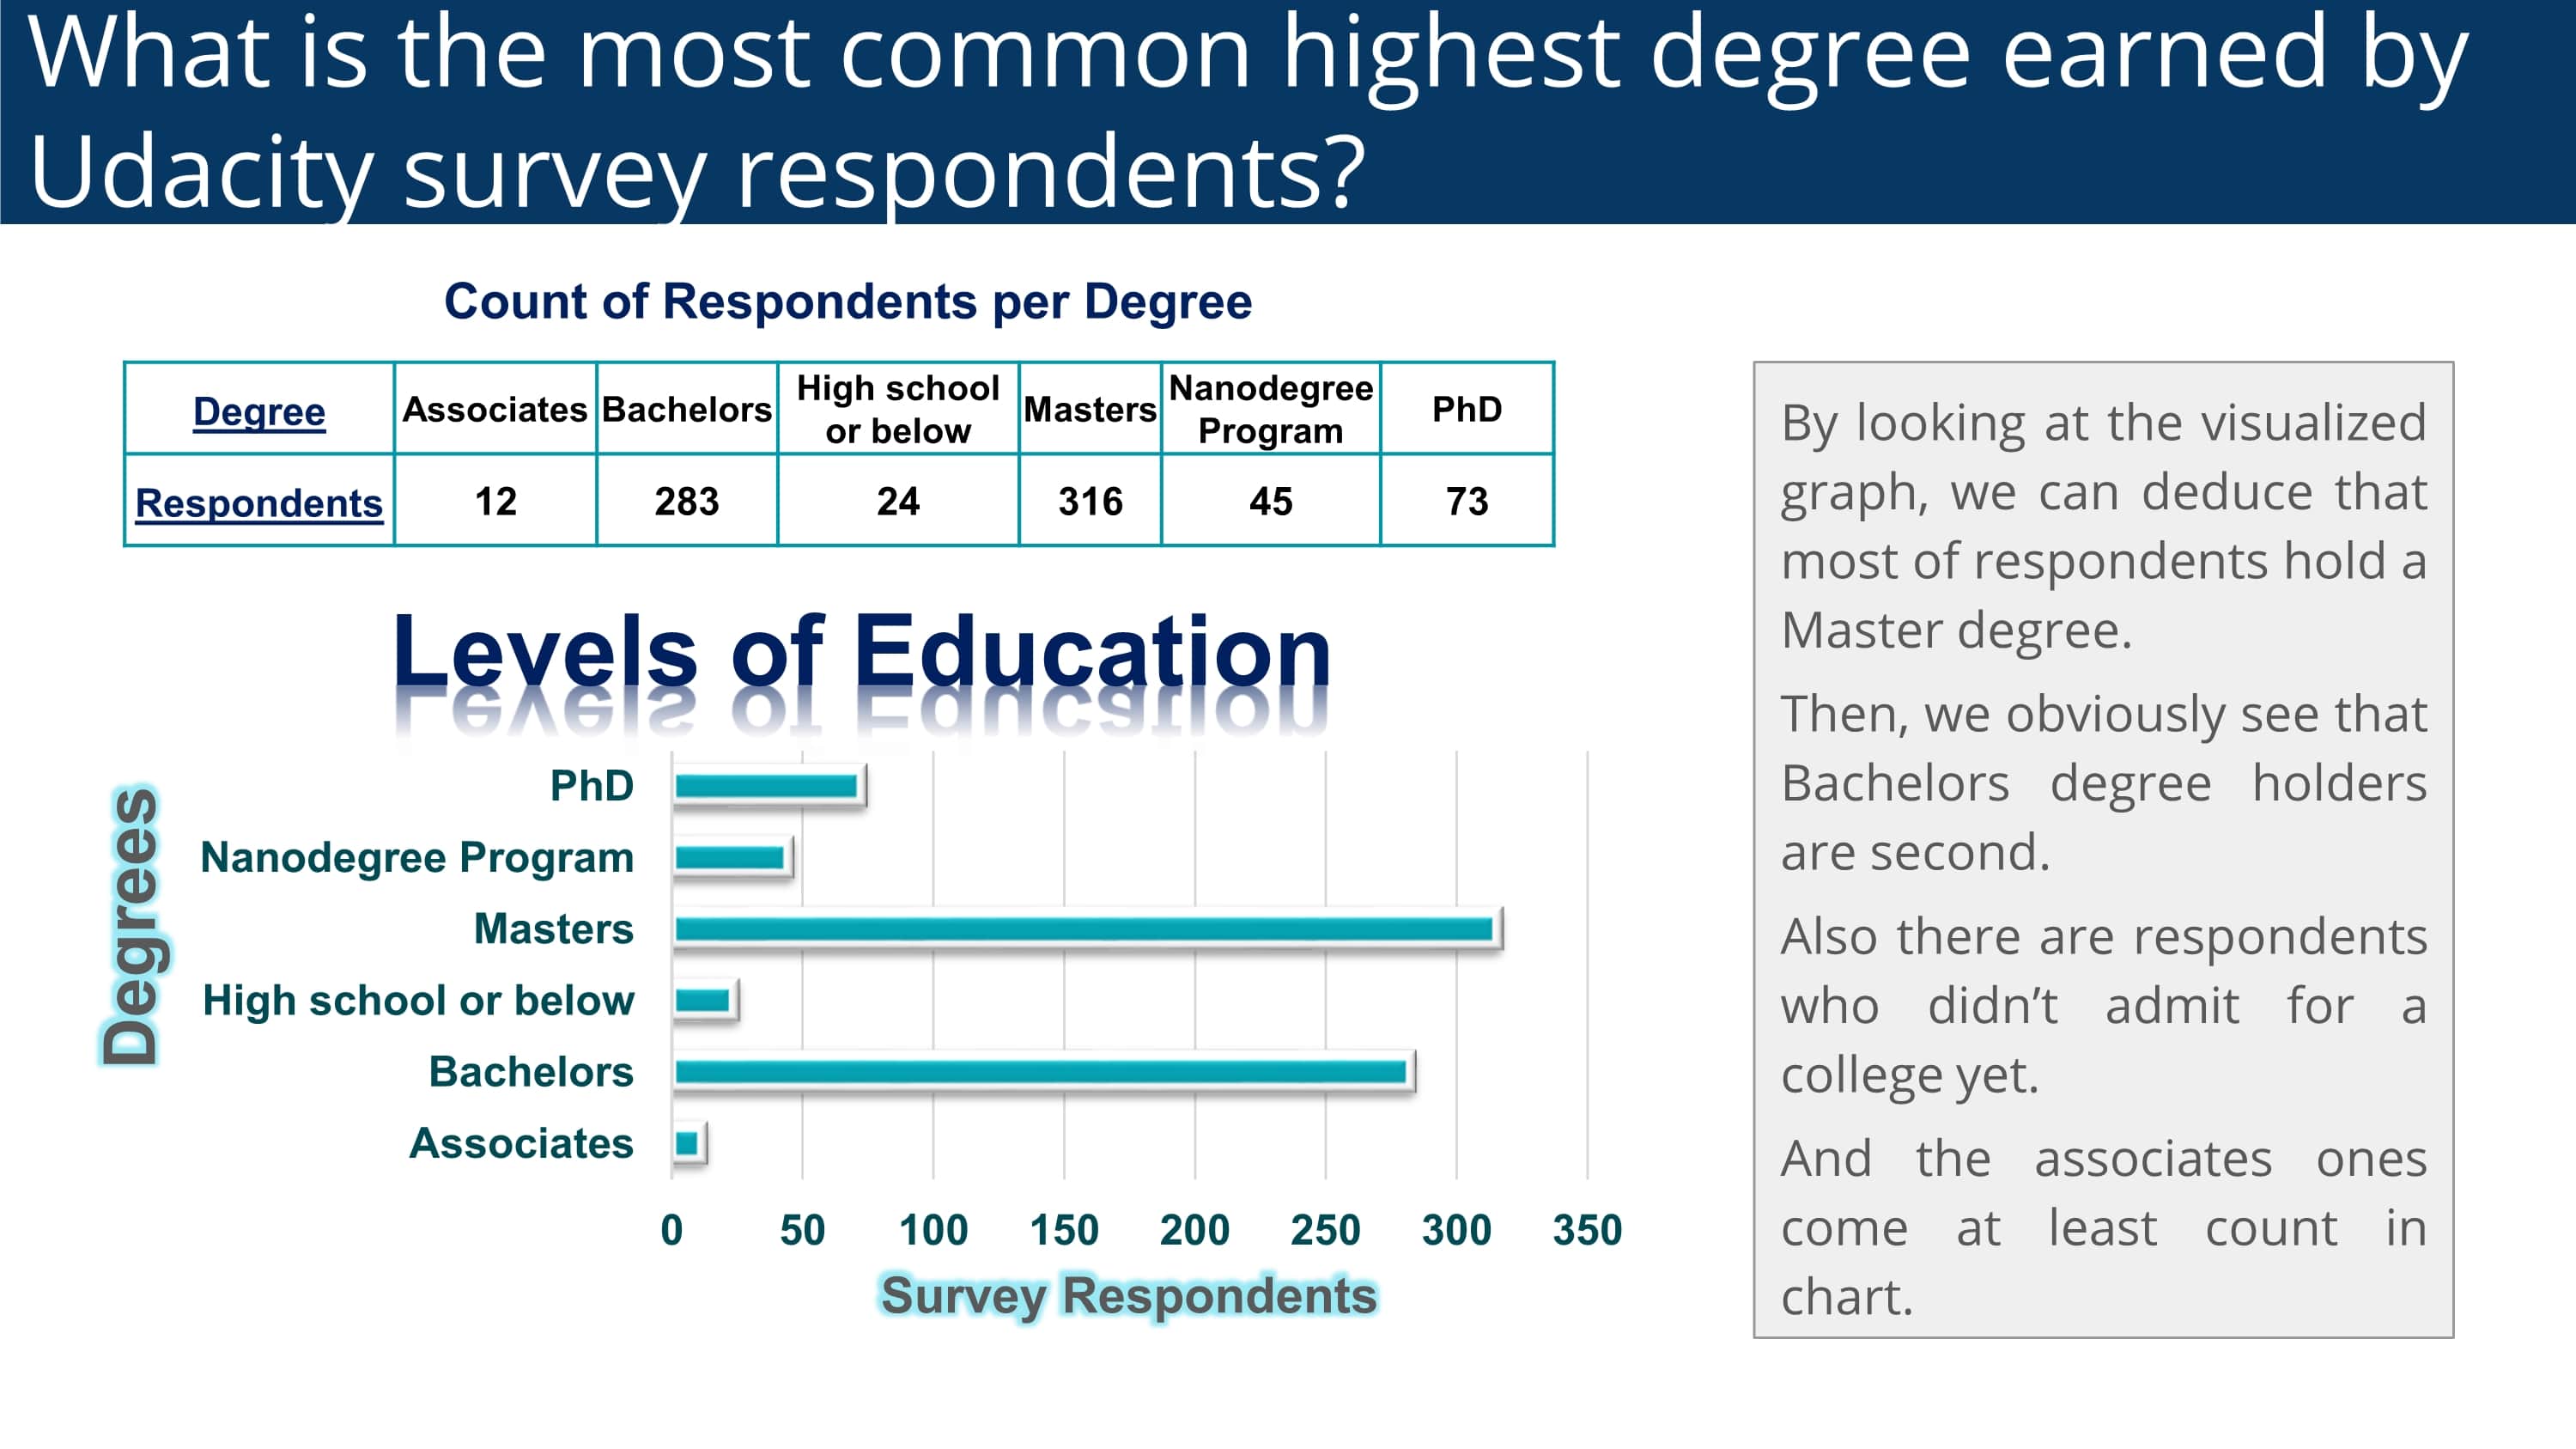 What is the most common highest degree earned by
Udacity survey respondents?
Count of Respondents per Degree
Degree Associates Bachelors High school or below Masters Nanodegree Program PhD
Respondents 12 283 24 316 45 73
Levels of Education
Degrees
PhD
Nanodegree Program
Masters
High school or below
Bachelors
Associates
0 50 100 150 200 250 300 350
Survey Respondents
By looking at the visualized
graph, we can deduce that
most of respondents hold a
Master degree.
Then, we obviously see that
Bachelors degree holders
are second.
Also there are respondents
who didn’t admit for a
college yet.
And the associates ones
come at least count in
chart.